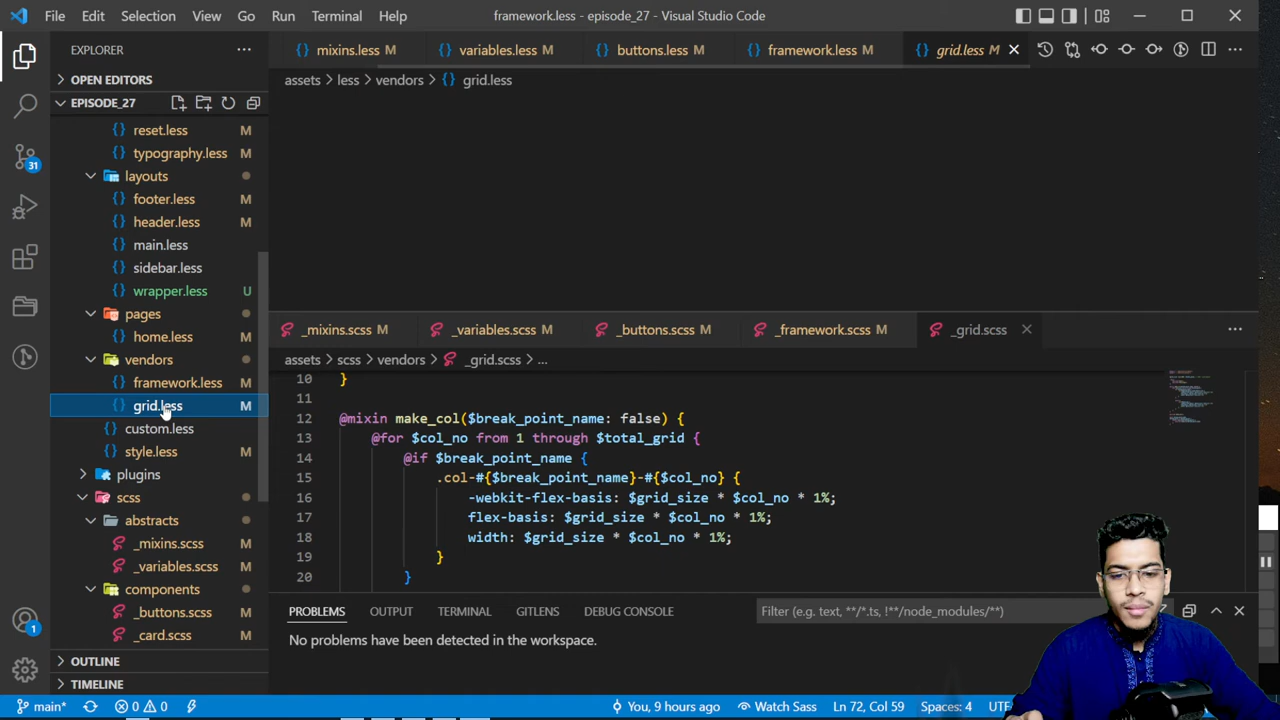 File Edit Selection View Go Run Terminal Help framework.less - episode_27 - Visual Studio Code
EXPLORER
OPEN EDITORS
EPISODE_27
reset.less M
typography.less M
layouts
footer.less M
header.less M
main.less
sidebar.less
wrapper.less U
pages
home.less M
vendors
framework.less M
grid.less M
custom.less
style.less M
plugins
scss
abstracts
_mixins.scss M
_variables.scss M
components
_buttons.scss M
_card.scss M
OUTLINE
TIMELINE
31
1
mixins.less M variables.less M buttons.less M framework.less M grid.less M
assets > less > vendors > grid.less
_mixins.scss M _variables.scss M _buttons.scss M _framework.scss M _grid.scss
assets > scss > vendors > _grid.scss > ...
10 }
11
12 @mixin make_col($break_point_name: false) {
13 @for $col_no from 1 through $total_grid {
14 @if $break_point_name {
15 .col-#{$break_point_name}-#{$col_no} {
16 -webkit-flex-basis: $grid_size * $col_no * 1%;
17 flex-basis: $grid_size * $col_no * 1%;
18 width: $grid_size * $col_no * 1%;
19 }
20 }
PROBLEMS OUTPUT TERMINAL GITLENS DEBUG CONSOLE Filter (e.g. text, **/*.ts, !**/node_modules/**)
No problems have been detected in the workspace.
main* 0 0 You, 9 hours ago Watch Sass Ln 72, Col 59 Spaces: 4